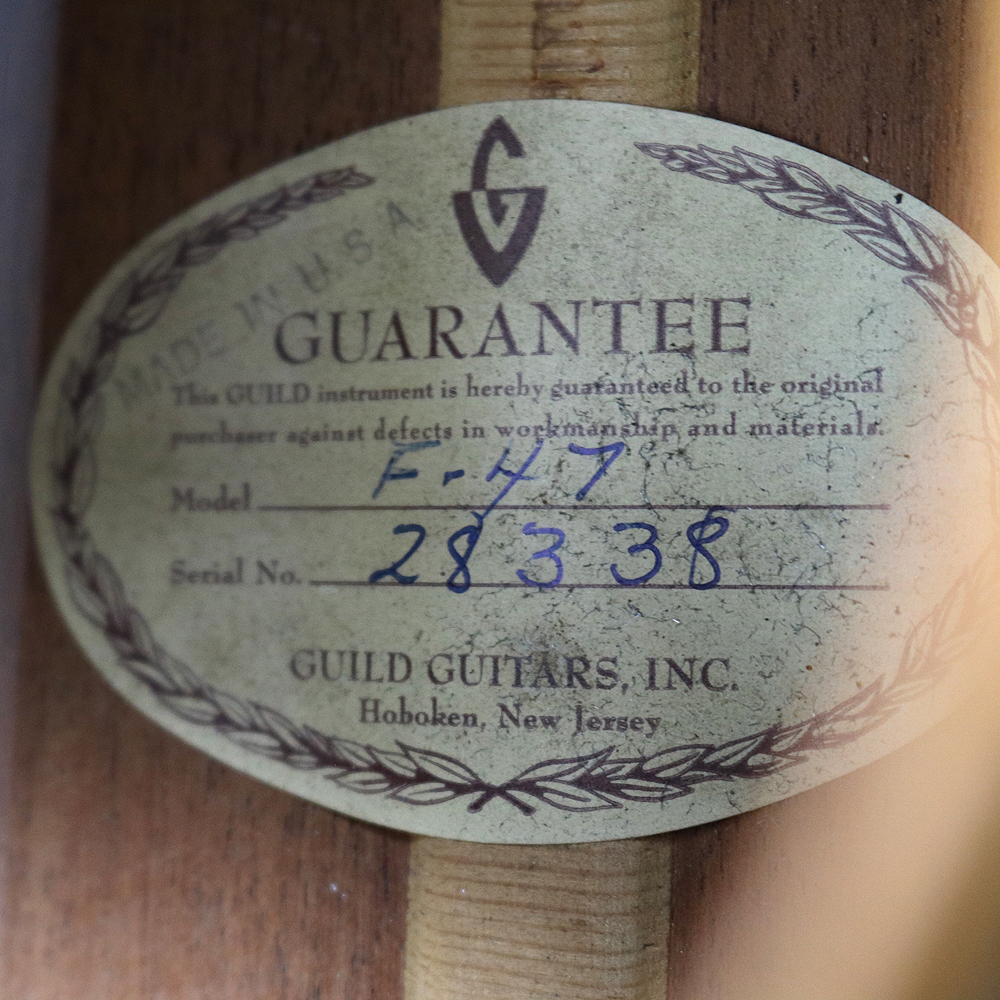 G
MADE IN U.S.A
GUARANTEE
This GUILD instrument is hereby guaranteed to the original
purchaser against defects in workmanship and materials.
Model F-47
Serial No. 28338
GUILD GUITARS, INC.
Hoboken, New Jersey